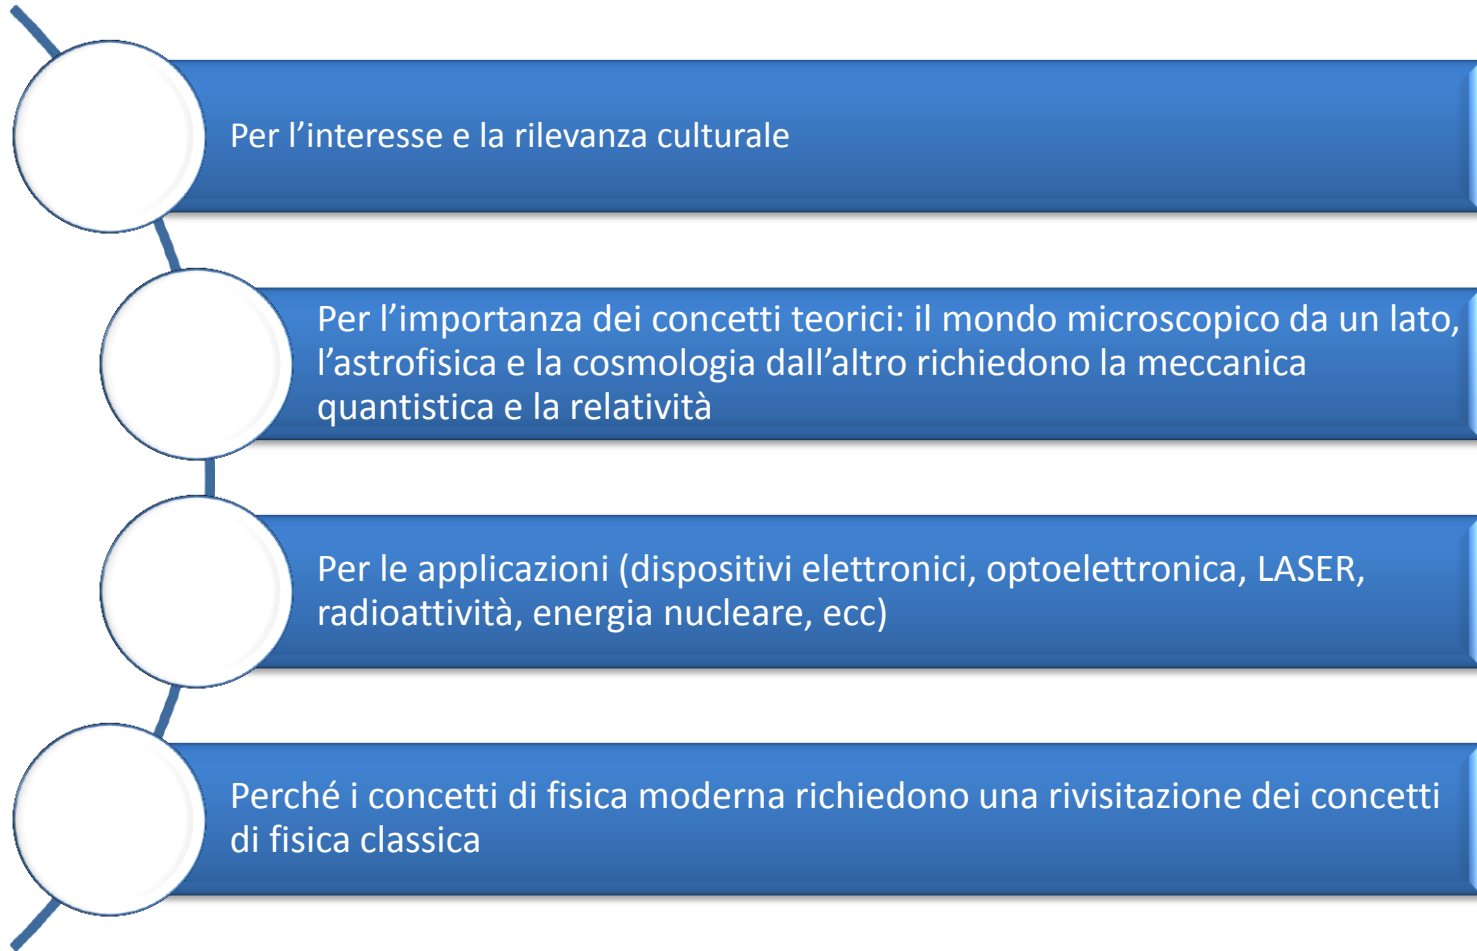 Per l’interesse e la rilevanza culturale
Per l’importanza dei concetti teorici: il mondo microscopico da un lato,
l’astrofisica e la cosmologia dall’altro richiedono la meccanica
quantistica e la relatività
Per le applicazioni (dispositivi elettronici, optoelettronica, LASER,
radioattività, energia nucleare, ecc)
Perché i concetti di fisica moderna richiedono una rivisitazione dei concetti
di fisica classica